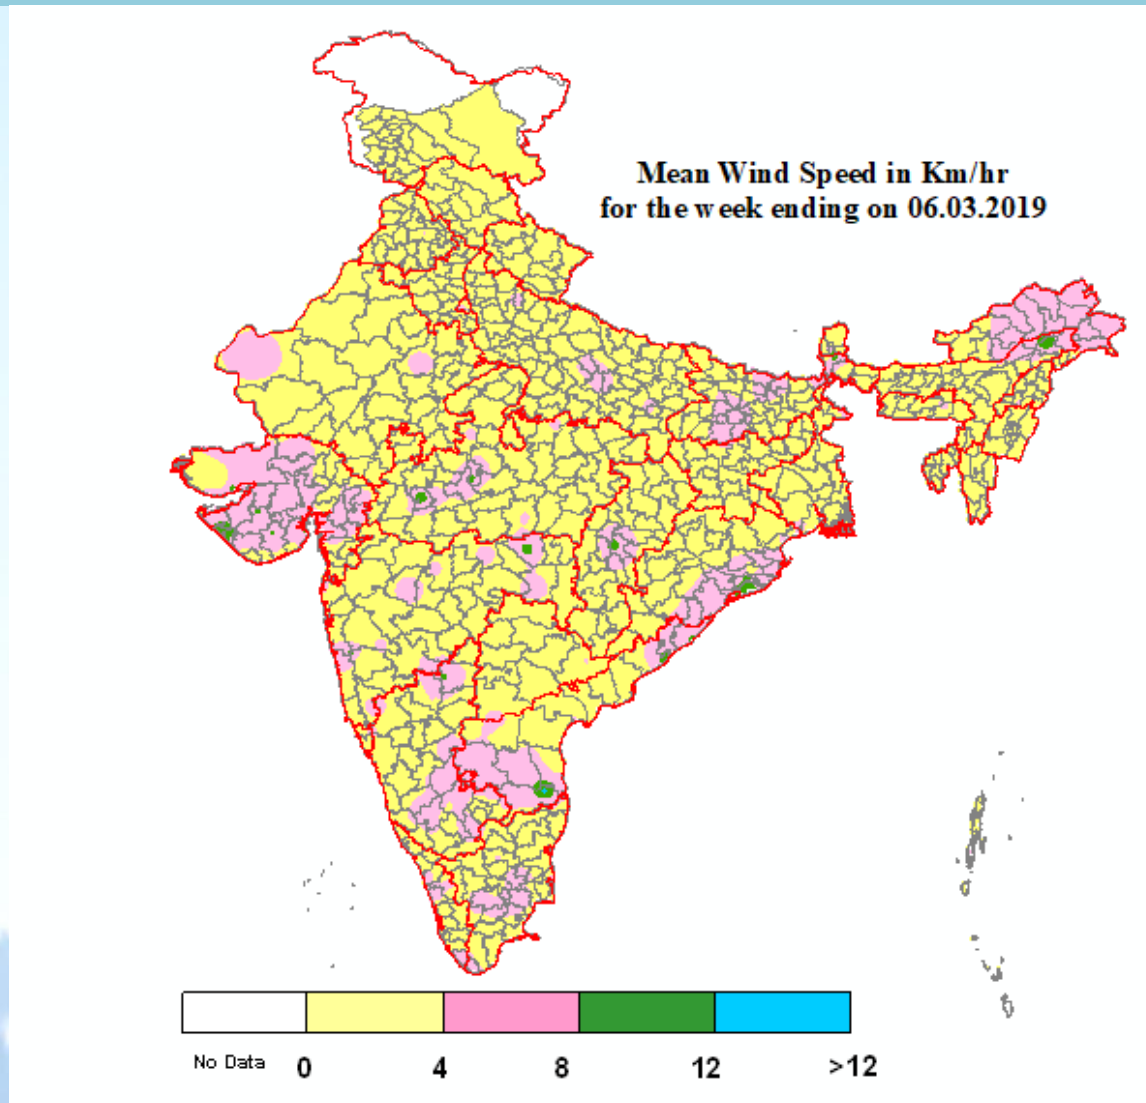 Mean Wind Speed in Km/hr
for the week ending on 06.03.2019
No Data 0 4 8 12 >12